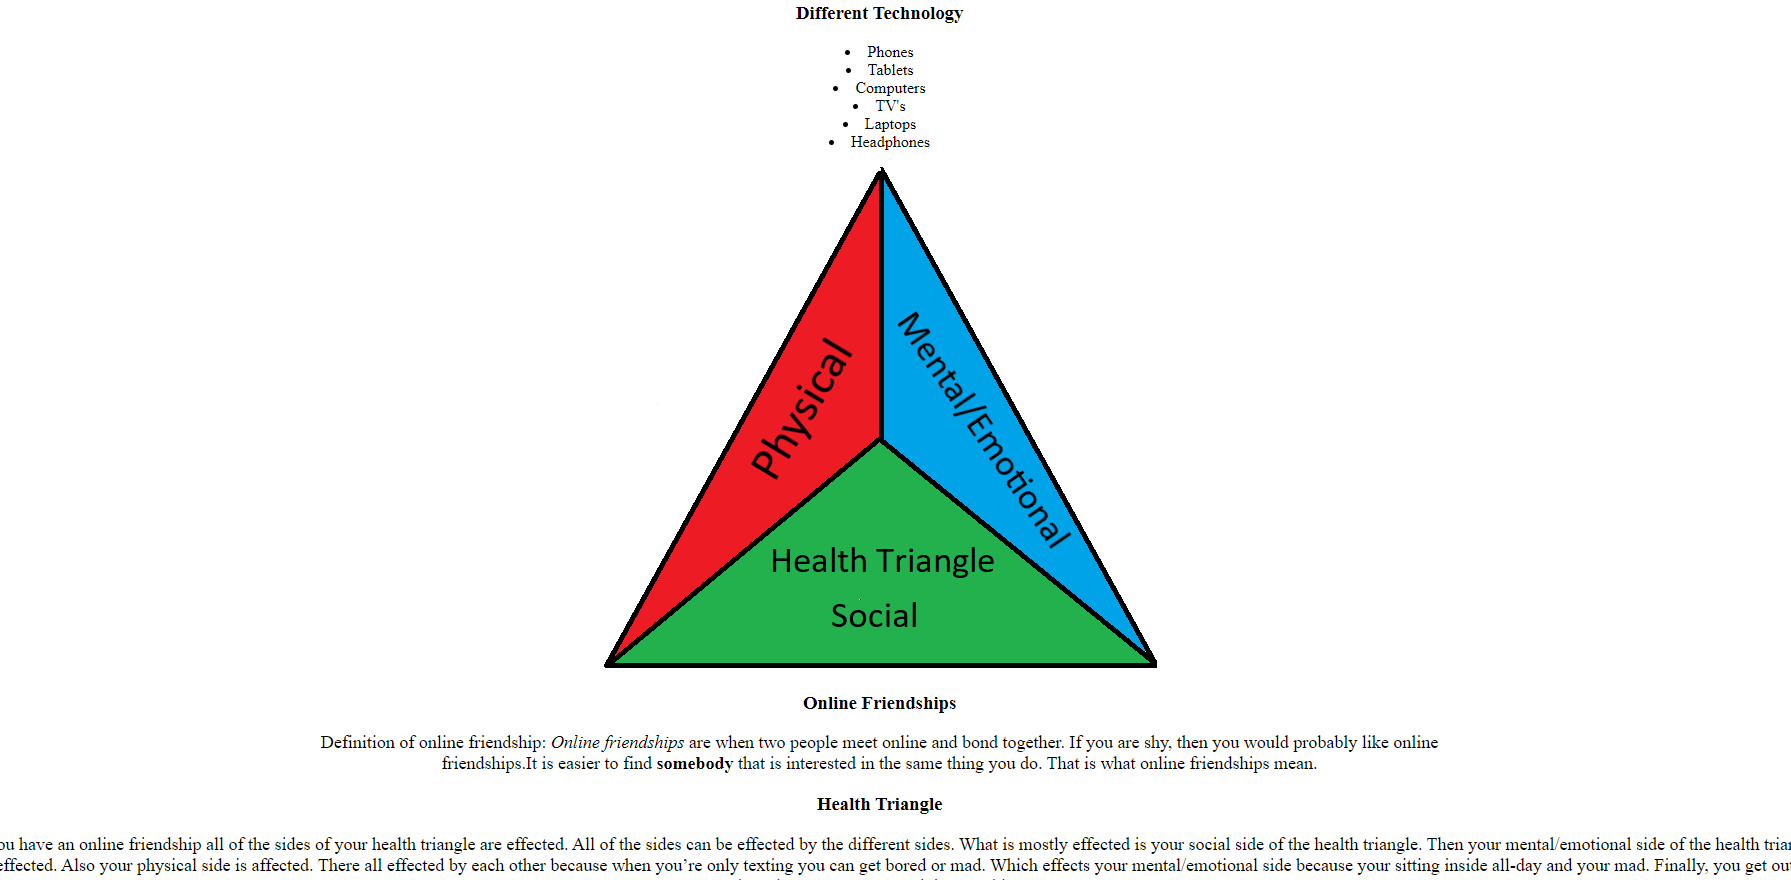 Different Technology
Phones
Tablets
Computers
TV's
Laptops
Headphones
Physical
Mental/Emotional
Health Triangle
Social
Online Friendships
Definition of online friendship: Online friendships are when two people meet online and bond together. If you are shy, then you would probably like online
friendships.It is easier to find somebody that is interested in the same thing you do. That is what online friendships mean.
Health Triangle
have an online friendship all of the sides of your health triangle are effected. All of the sides can be effected by the different sides. What is mostly effected is your social side of the health triangle. Then your mental/emotional side of the health
effected. Also your physical side is affected. There all effected by each other because when you’re only texting you can get bored or mad. Which effects your mental/emotional side because your sitting inside all-day and your mad. Finally, you get